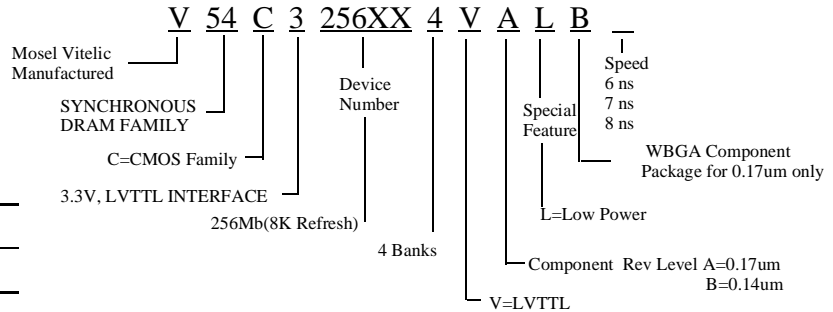 V 54 C 3 256XX 4 V A L B
Mosel Vitelic
Manufactured
SYNCHRONOUS
DRAM FAMILY
C=CMOS Family
3.3V, LVTTL INTERFACE
Device
Number
256Mb(8K Refresh)
4 Banks
V=LVTTL
Component Rev Level A=0.17um
B=0.14um
Special
Feature
L=Low Power
WBGA Component
Package for 0.17um only
Speed
6 ns
7 ns
8 ns